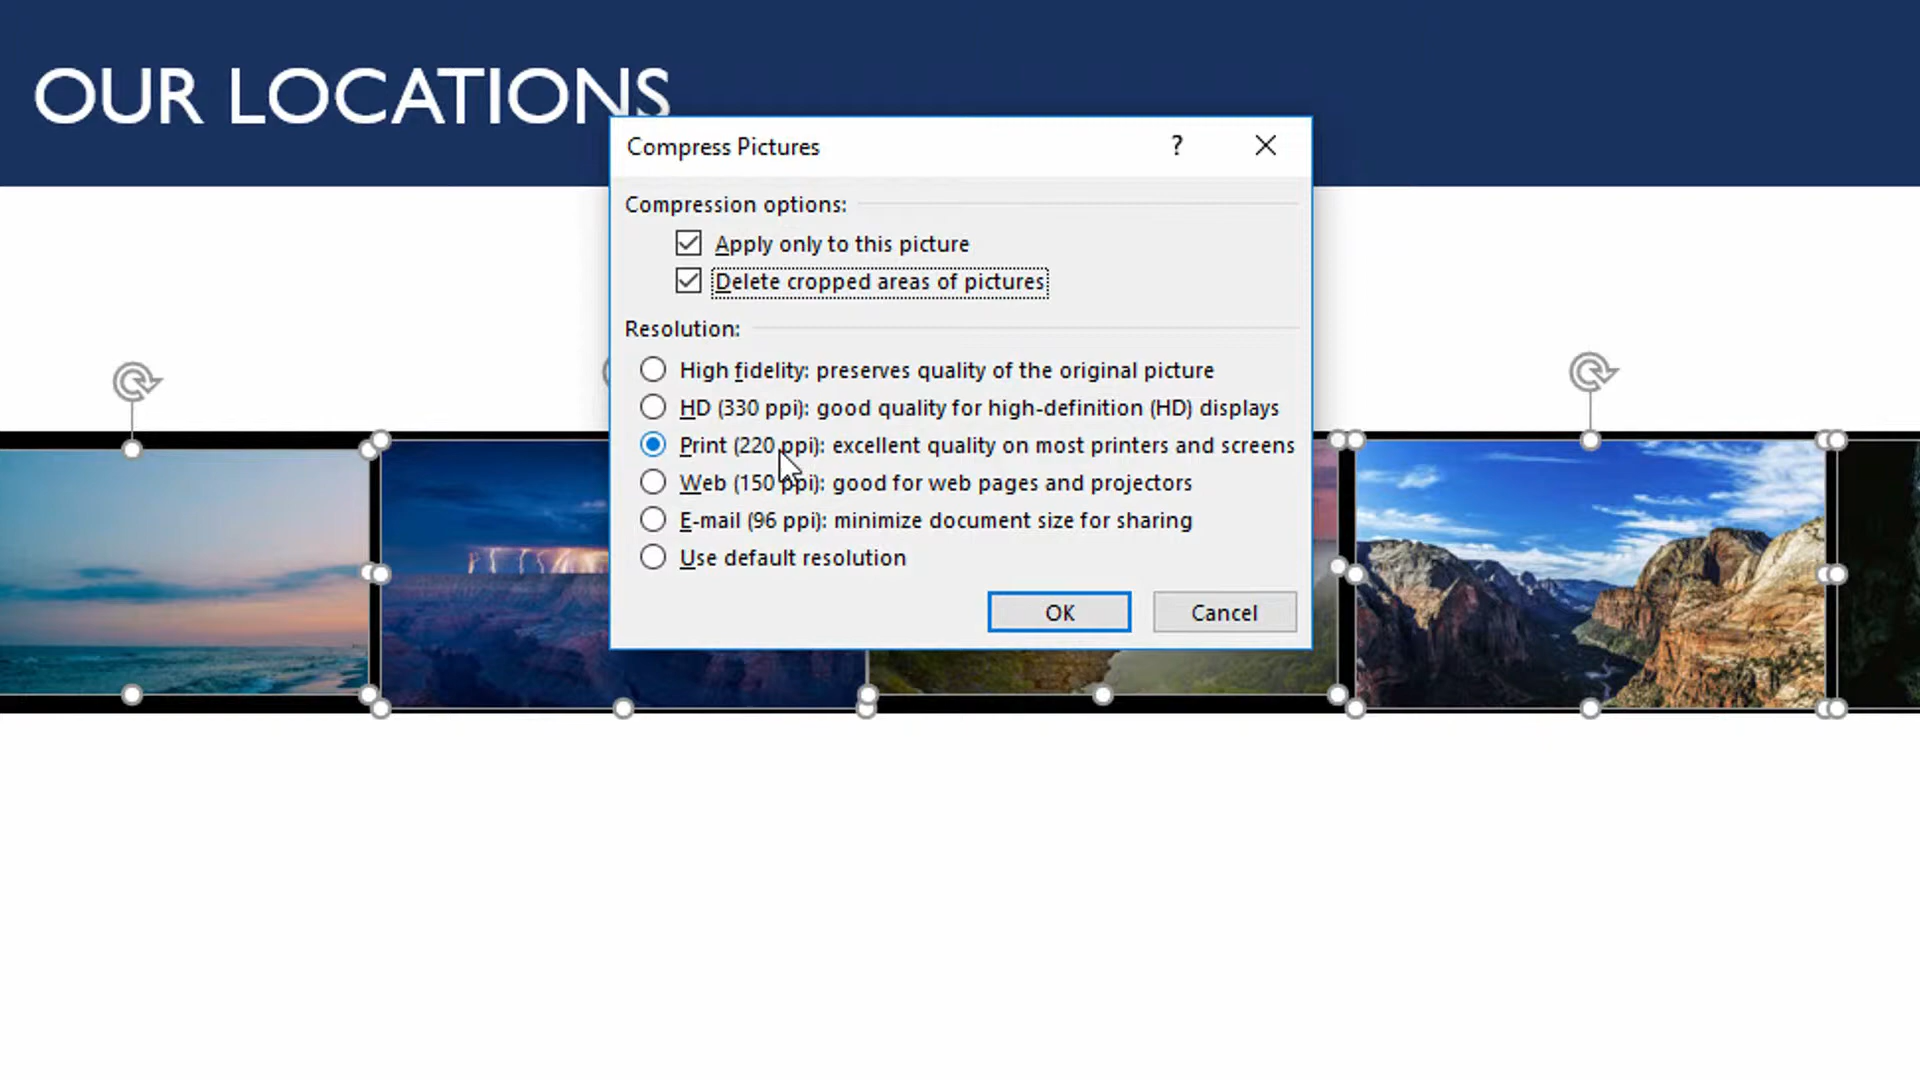 OUR LOCATIONS
Compress Pictures
?
Compression options:
Apply only to this picture
Delete cropped areas of pictures
Resolution:
High fidelity: preserves quality of the original picture
HD (330 ppi): good quality for high-definition (HD) displays
Print (220 ppi): excellent quality on most printers and screens
Web (150 ppi): good for web pages and projectors
E-mail (96 ppi): minimize document size for sharing
Use default resolution
OK Cancel